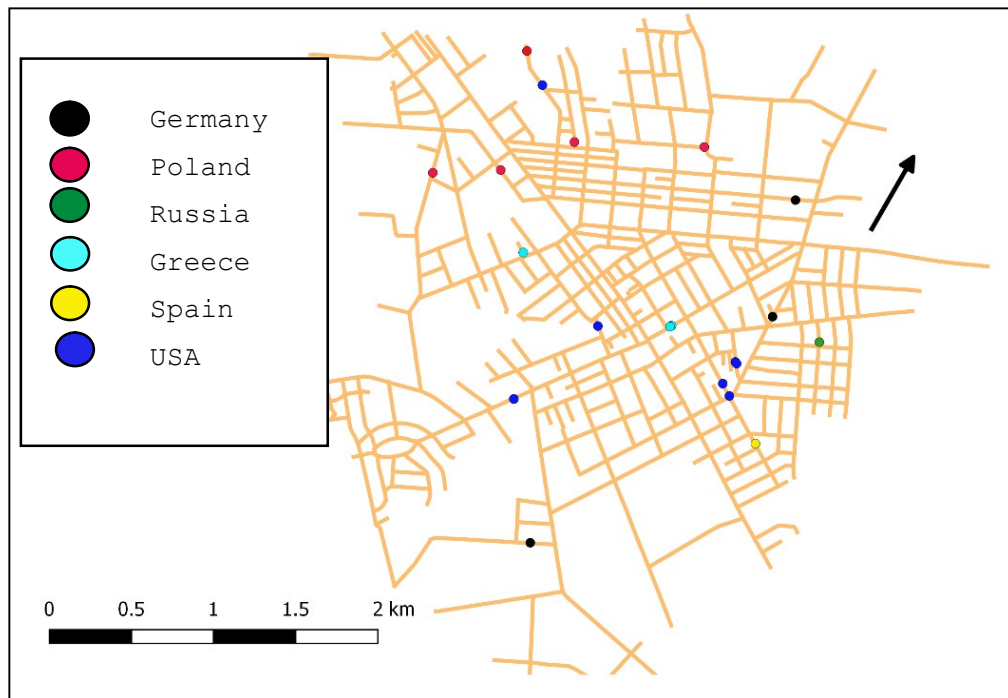 Germany
Poland
Russia
Greece
Spain
USA
0 0.5 1 1.5 2 km